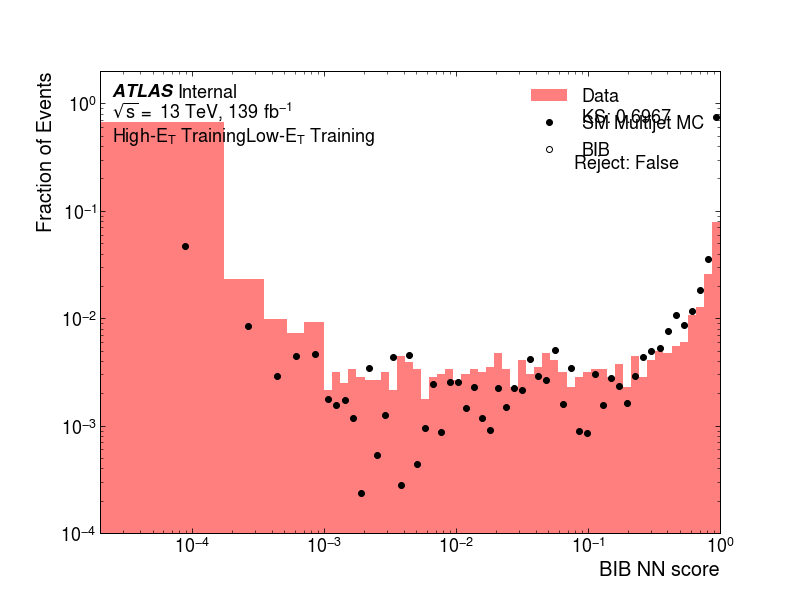 ATLAS Internal
√s = 13 TeV, 139 fb⁻¹
High-E_T TrainingLow-E_T Training
Data
KS: 0.6967
SM Multijet MC
BIB
Reject: False
Fraction of Events
10⁰
10⁻¹
10⁻²
10⁻³
10⁻⁴
10⁻⁴ 10⁻³ 10⁻² 10⁻¹ 10⁰
BIB NN score